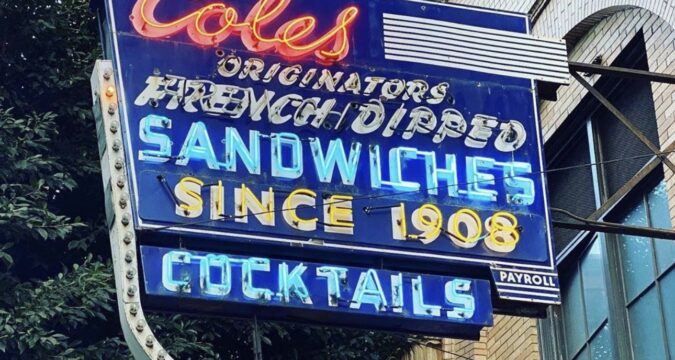 Coles
ORIGINATORS
FRENCH DIPPED
SANDWICHES
SINCE 1908
COCKTAILS
PAYROLL